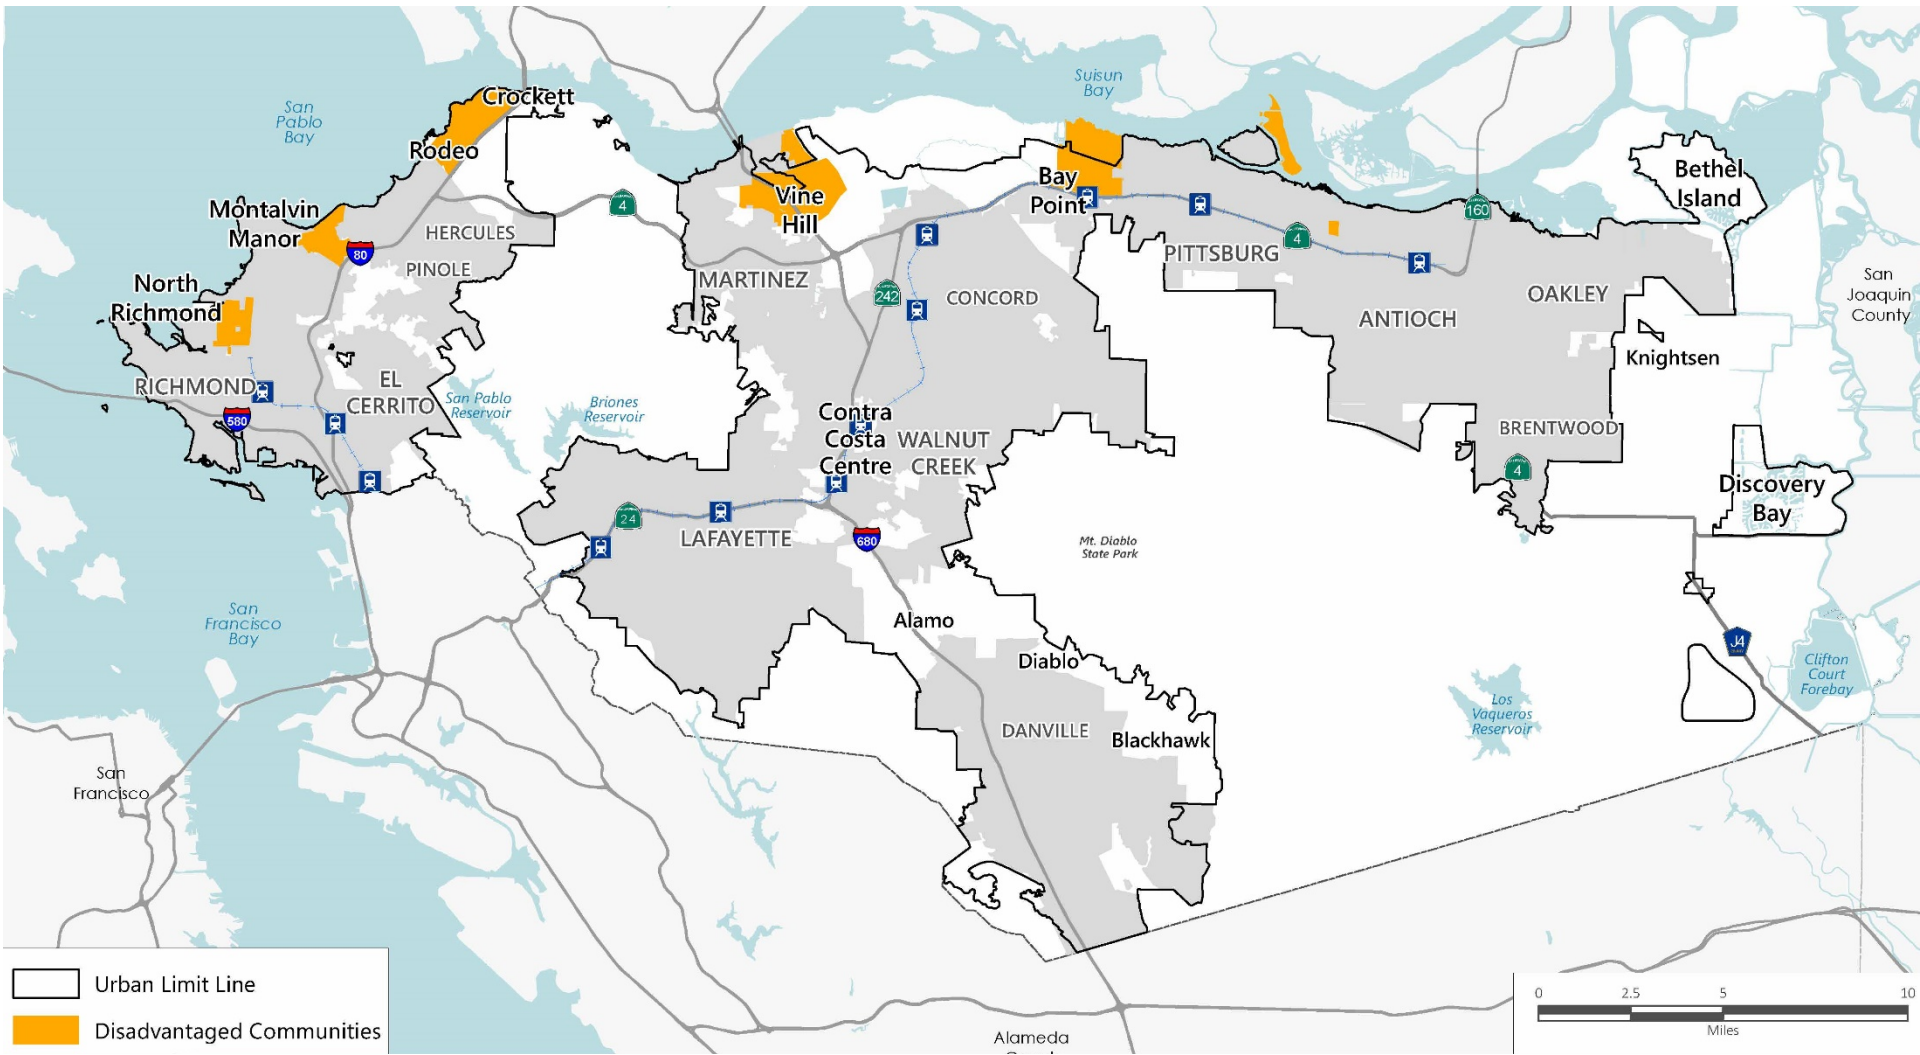 Suisun
Bay
San
Pablo
Bay
Crockett
Rodeo
Bay
Point
Bethel
Island
Vine
Hill
4
160
Montalvin
Manor
HERCULES
80
PINOLE
4
PITTSBURG
MARTINEZ
North
Richmond
242
CONCORD
OAKLEY
San
Joaquin
County
ANTIOCH
Knightsen
RICHMOND
EL
CERRITO
San Pablo
Reservoir
Briones
Reservoir
580
Contra
Costa
Centre
WALNUT
CREEK
BRENTWOOD
4
Discovery
Bay
24
LAFAYETTE
680
Mt. Diablo
State Park
San
Francisco
Bay
Alamo
Diablo
J4
Clifton
Court
Forebay
Los
Vaqueros
Reservoir
DANVILLE
Blackhawk
San
Francisco
Urban Limit Line
Disadvantaged Communities
0 2.5 5 10
Miles
Alameda